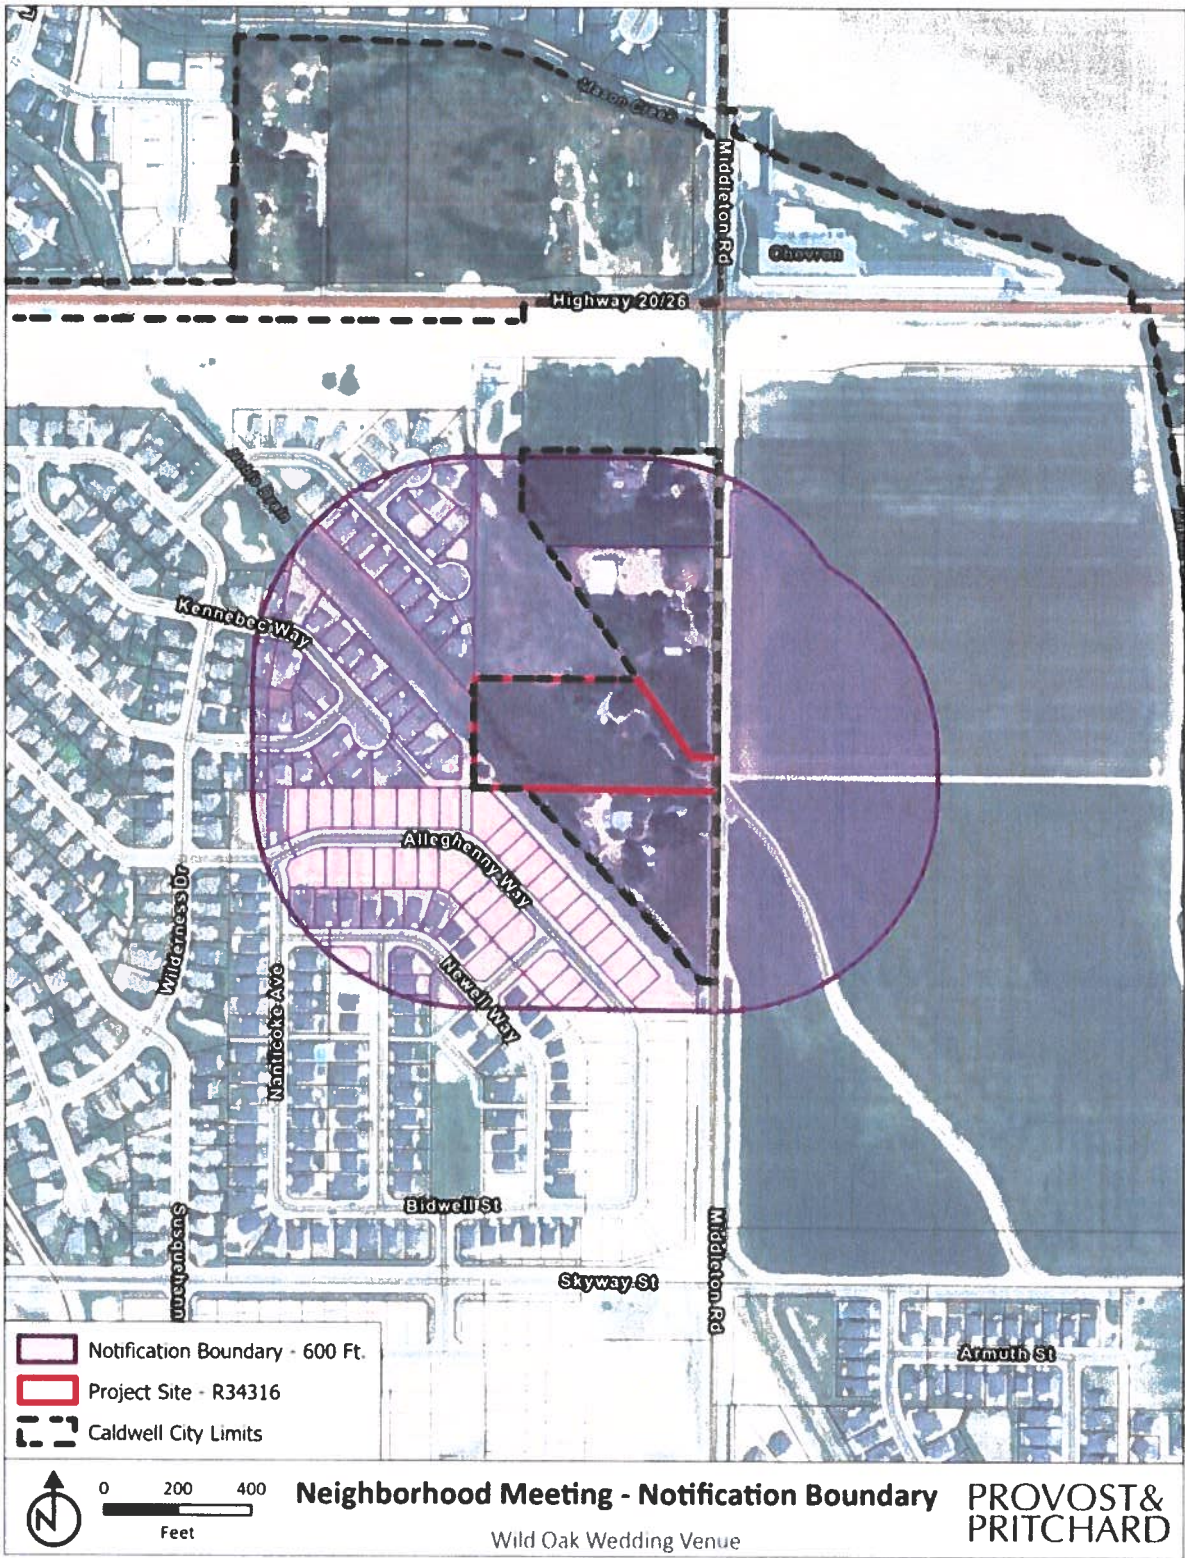 Mason Creek
Middleton Rd
Chevron
Highway 20/26
Kennebec Way
Alleghenny Way
Wilderness Dr
Newell Way
Nanticoke Ave
Bidwell St
Susquehann
Middleton Rd
Skyway St
Armuth St
Notification Boundary - 600 Ft.
Project Site - R34316
Caldwell City Limits
N
0 200 400
Feet
Neighborhood Meeting - Notification Boundary
Wild Oak Wedding Venue
PROVOST&
PRITCHARD